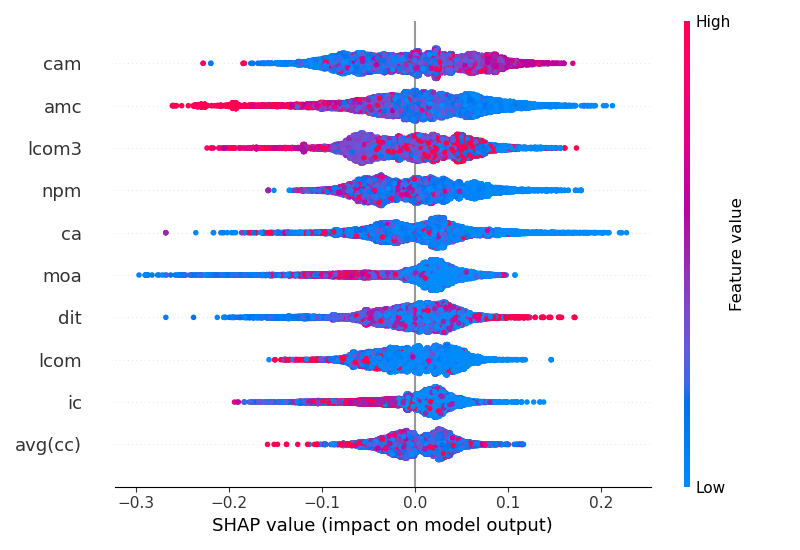 High
cam
amc
lcom3
npm
ca
moa
dit
lcom
ic
avg(cc)
Feature value
Low
−0.3 −0.2 −0.1 0.0 0.1 0.2
SHAP value (impact on model output)